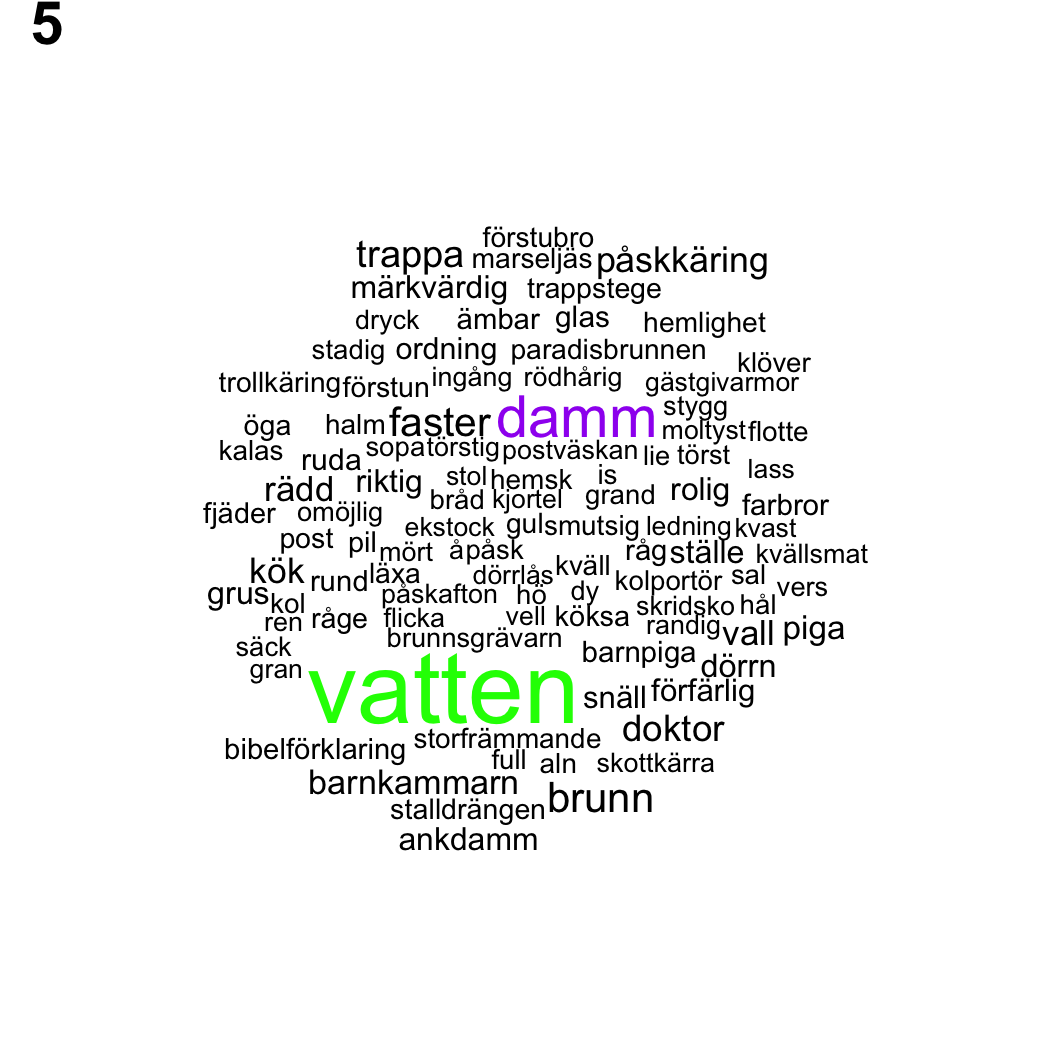 5
förstubro
trappa marseljäs påskkäring
märkvärdig trappstege
dryck ämbar glas hemlighet
stadig ordning paradisbrunnen klöver
trollkäring förstun ingång rödhårig gästgivarmor
öga halm faster damm stygg
moltyst flotte
kalas ruda sopa törstig postväskan lie törst lass
rädd riktig stol hemsk is
bråd kjortel grand rolig farbror
fjäder omöjlig ekstock gul smutsig ledning kvast
post pil mört å påsk råg ställe kvällsmat
kök rund läxa dörrlås kväll kolportör sal vers
grus kol påskafton hö dy skridsko hål
ren råge flicka vell köksa randig vall piga
säck brunnsgrävarn barnpiga dörrn
gran vatten snäll förfärlig
bibelförklaring storfrämmande doktor
full aln skottkärra
barnkammarn brunn
stalldrängen
ankdamm